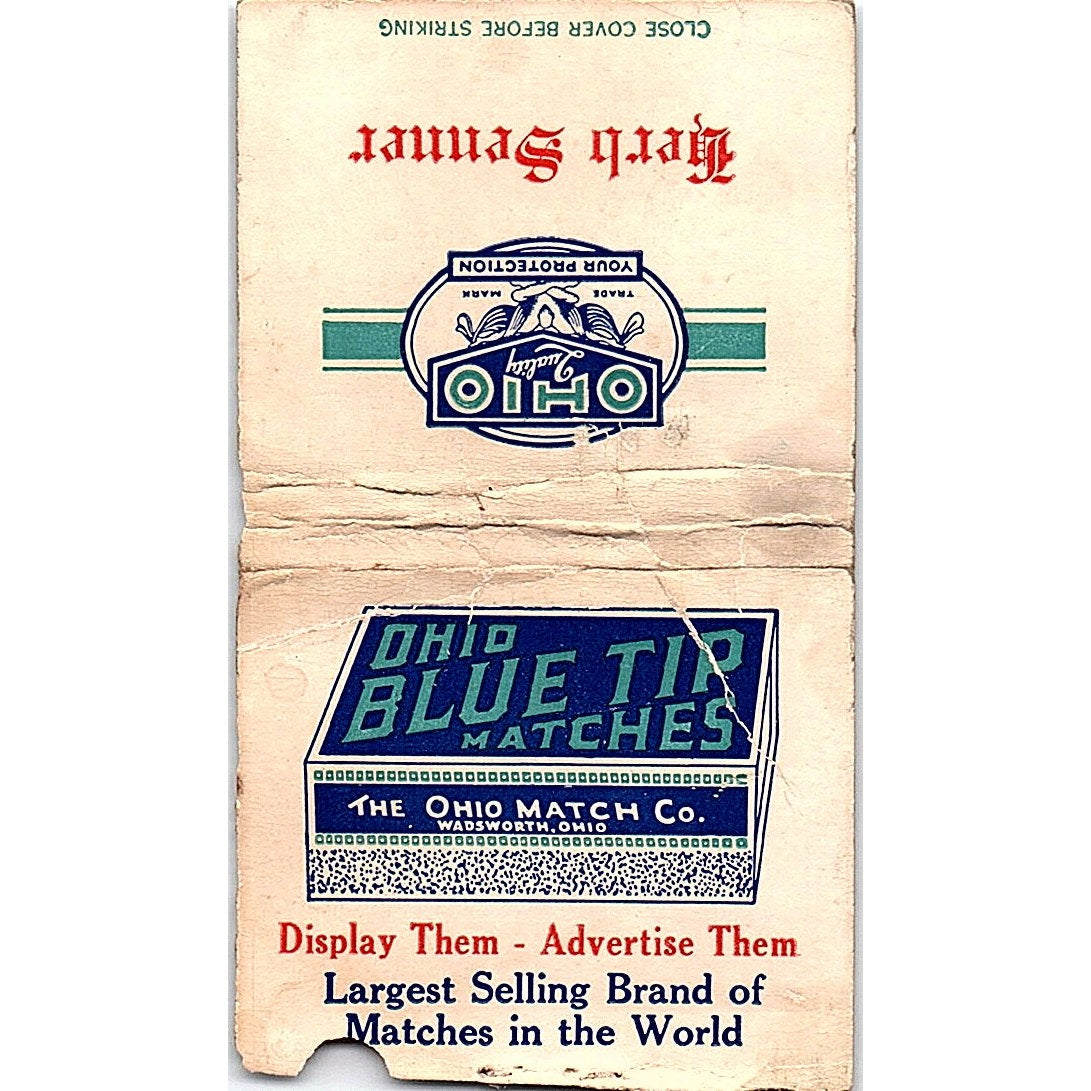 CLOSE COVER BEFORE STRIKING
Herb Senner
YOUR PROTECTION
TRADE MARK
Quality
OHIO
OHIO
BLUE TIP
MATCHES
THE OHIO MATCH CO.
WADSWORTH, OHIO
Display Them - Advertise Them
Largest Selling Brand of
Matches in the World